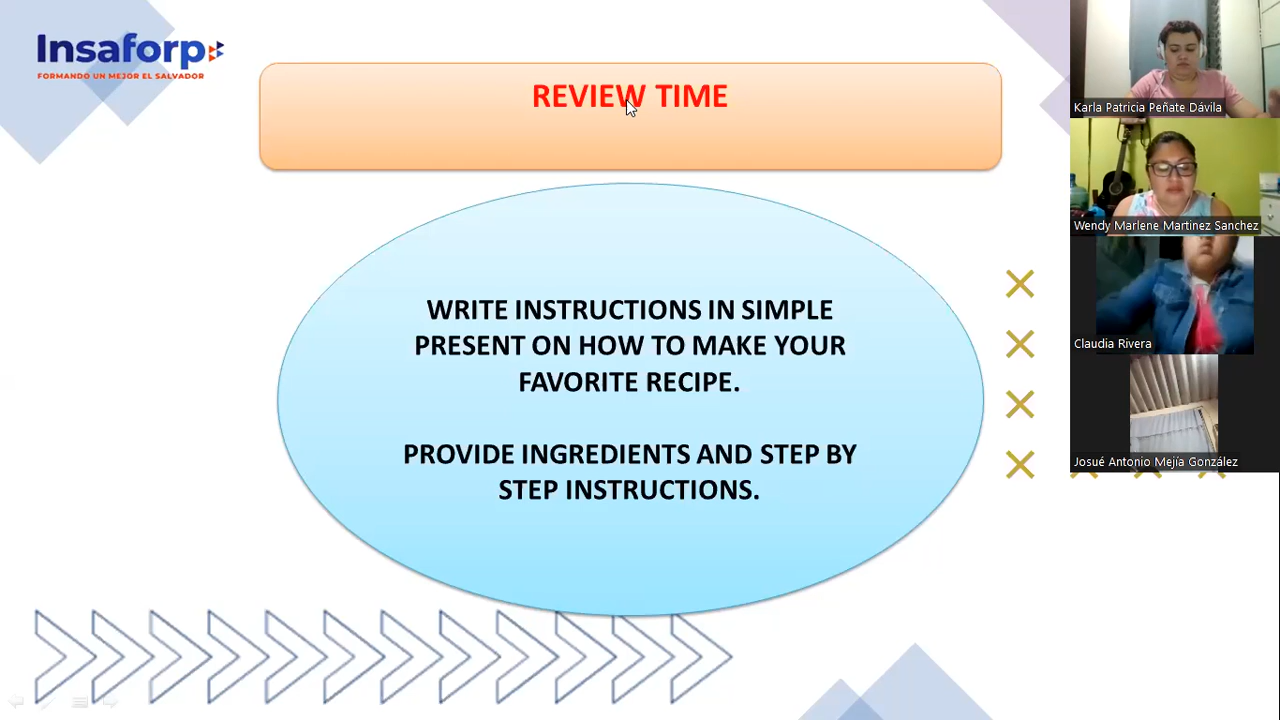 Insaforp
FORMANDO UN MEJOR EL SALVADOR
REVIEW TIME
WRITE INSTRUCTIONS IN SIMPLE
PRESENT ON HOW TO MAKE YOUR
FAVORITE RECIPE.
PROVIDE INGREDIENTS AND STEP BY
STEP INSTRUCTIONS.
Karla Patricia Peñate Dávila
Wendy Marlene Martinez Sanchez
Claudia Rivera
Josué Antonio Mejía González